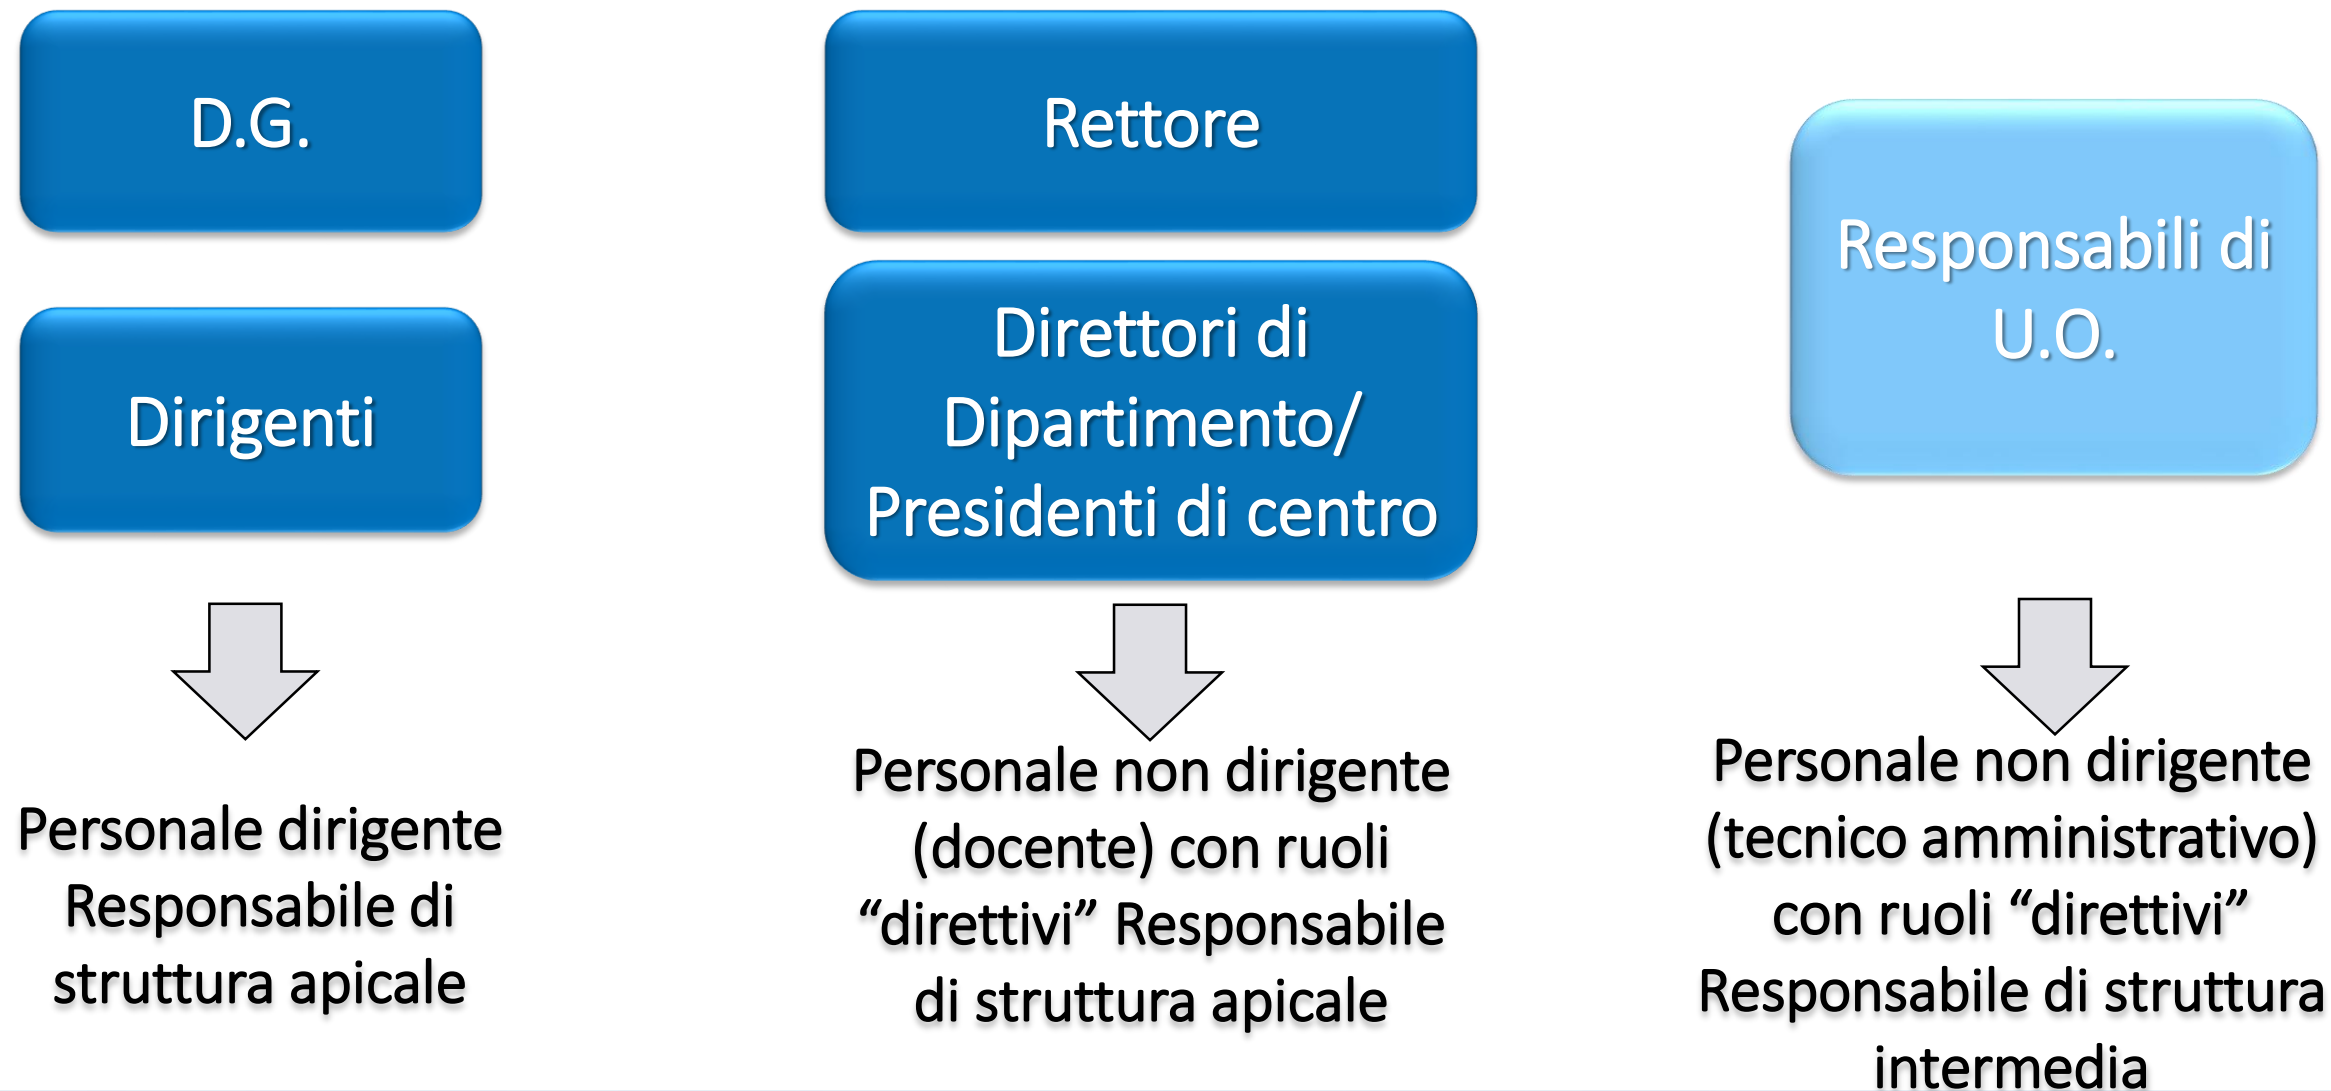 D.G.
Dirigenti
Personale dirigente
Responsabile di
struttura apicale
Rettore
Direttori di
Dipartimento/
Presidenti di centro
Personale non dirigente
(docente) con ruoli
“direttivi” Responsabile
di struttura apicale
Responsabili di
U.O.
Personale non dirigente
(tecnico amministrativo)
con ruoli “direttivi”
Responsabile di struttura
intermedia